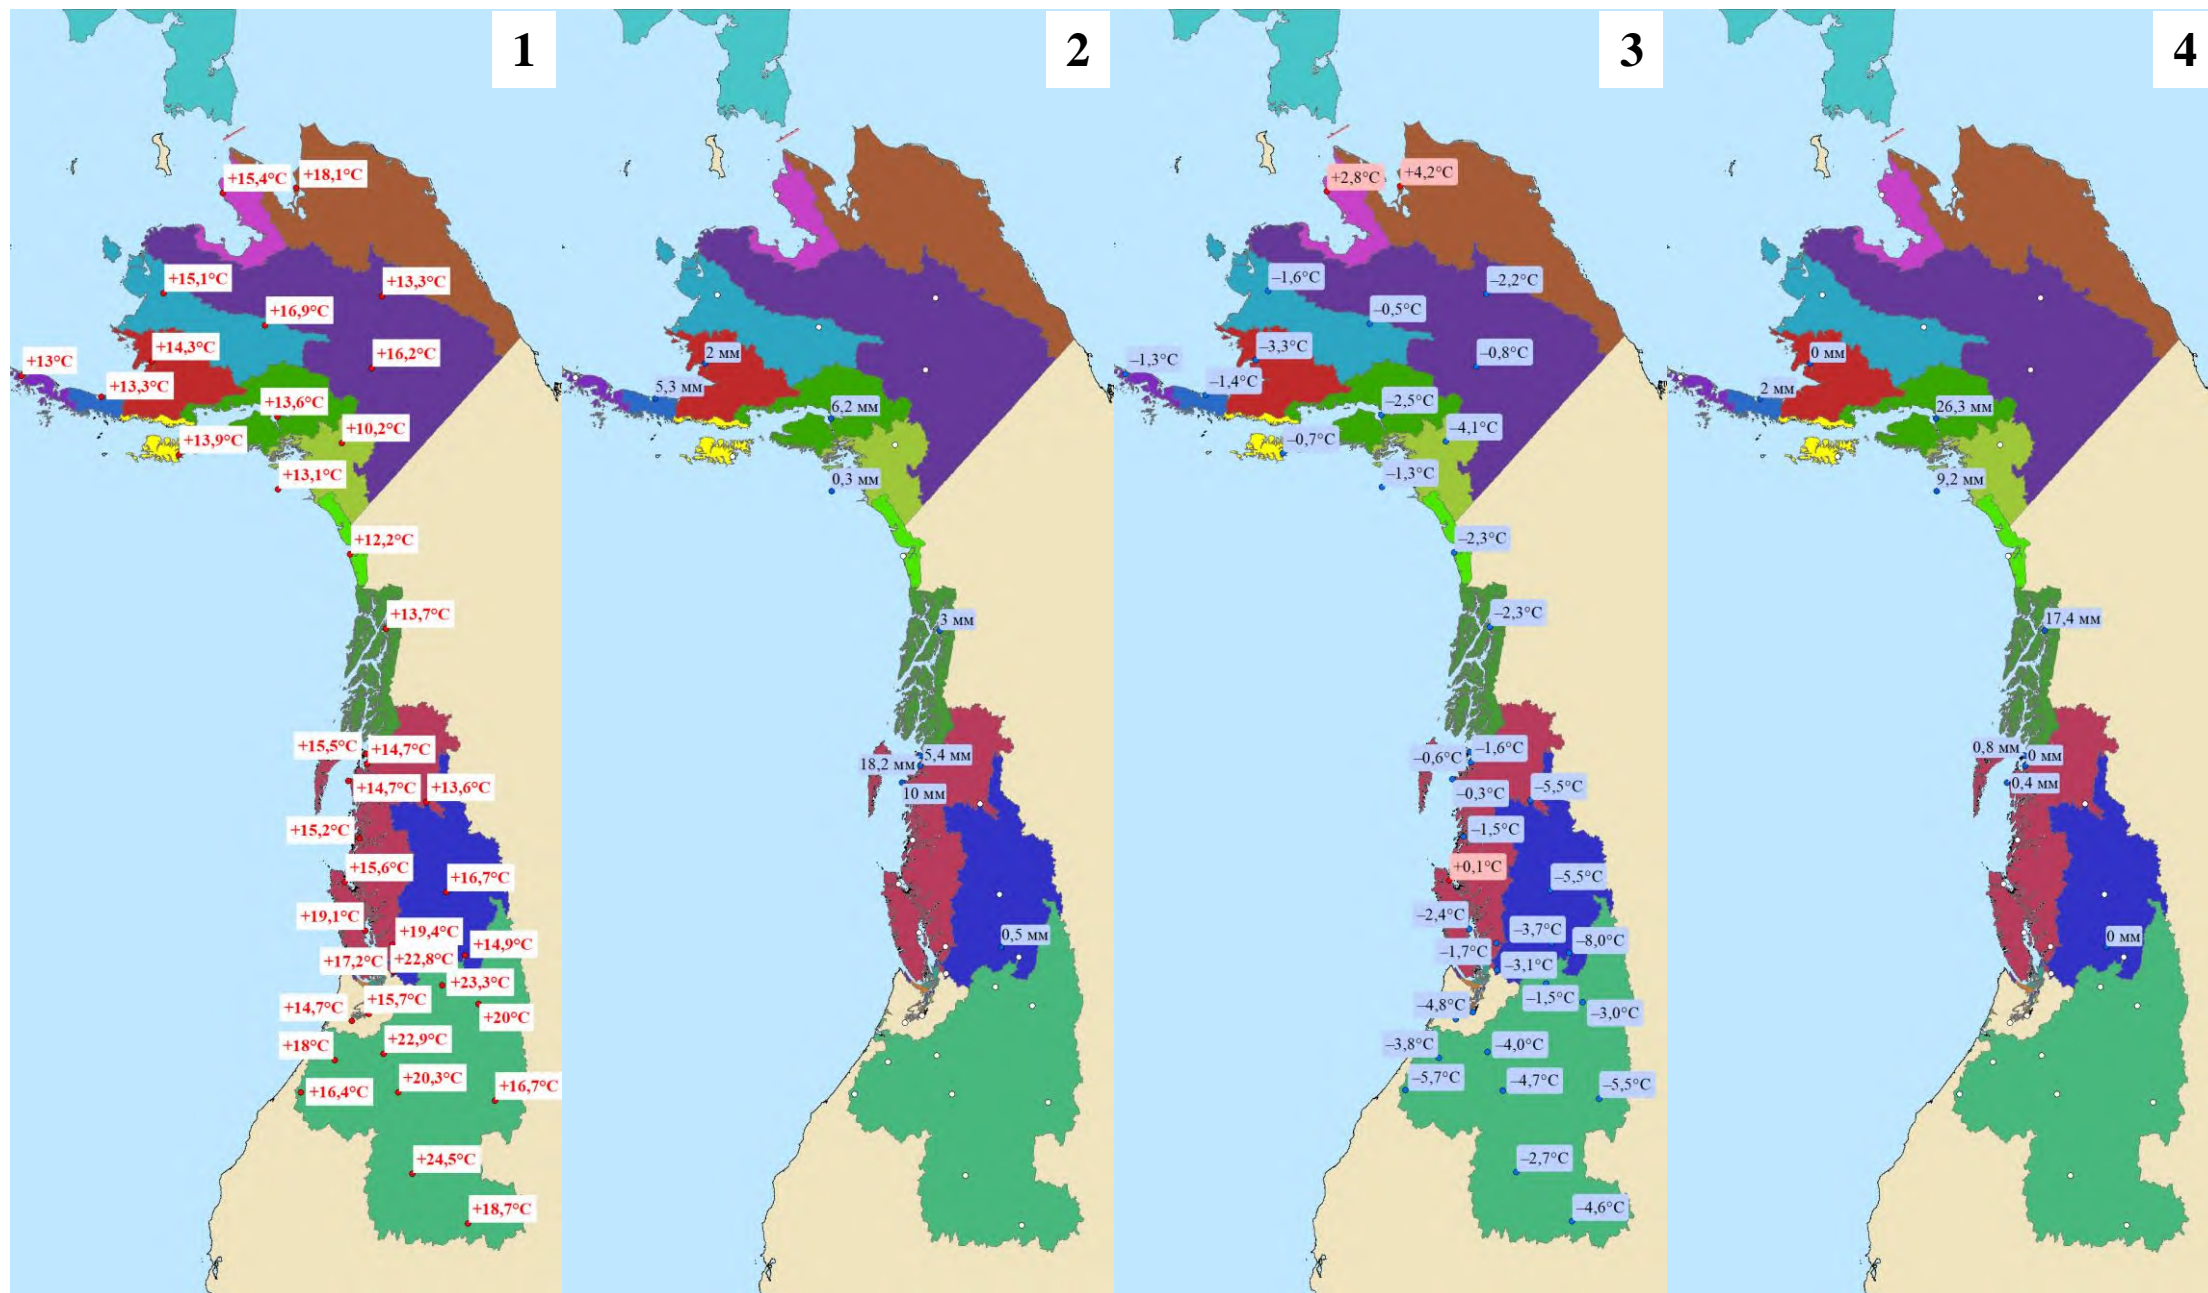 1
+15,4°C
+18,1°C
+15,1°C
+13,3°C
+16,9°C
+14,3°C
+16,2°C
+13°C
+13,3°C
+13,6°C
+13,9°C
+10,2°C
+13,1°C
+12,2°C
+13,7°C
+15,5°C
+14,7°C
+14,7°C
+13,6°C
+15,2°C
+15,6°C
+16,7°C
+19,1°C
+19,4°C
+14,9°C
+17,2°C
+22,8°C
+23,3°C
+14,7°C
+15,7°C
+20°C
+18°C
+22,9°C
+16,4°C
+20,3°C
+16,7°C
+24,5°C
+18,7°C
2
2 мм
5,3 мм
6,2 мм
0,3 мм
3 мм
5,4 мм
18,2 мм
10 мм
0,5 мм
3
+2,8°C
+4,2°C
–1,6°C
–2,2°C
–0,5°C
–3,3°C
–0,8°C
–1,3°C
–1,4°C
–2,5°C
–0,7°C
–4,1°C
–1,3°C
–2,3°C
–2,3°C
–0,6°C
–1,6°C
–0,3°C
–5,5°C
–1,5°C
+0,1°C
–5,5°C
–2,4°C
–3,7°C
–8,0°C
–1,7°C
–3,1°C
–1,5°C
–4,8°C
–3,0°C
–3,8°C
–4,0°C
–5,7°C
–4,7°C
–5,5°C
–2,7°C
–4,6°C
4
0 мм
2 мм
26,3 мм
9,2 мм
17,4 мм
0,8 мм
0 мм
0,4 мм
0 мм